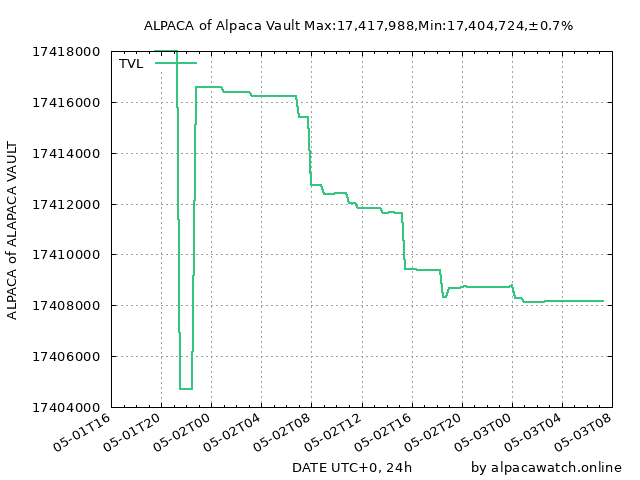 ALPACA of Alpaca Vault Max:17,417,988,Min:17,404,724,±0.7%
TVL
17418000
17416000
17414000
17412000
17410000
17408000
17406000
17404000
ALPACA of ALAPACA VAULT
05-01T16
05-01T20
05-02T00
05-02T04
05-02T08
05-02T12
05-02T16
05-02T20
05-03T00
05-03T04
05-03T08
DATE UTC+0, 24h
by alpacawatch.online